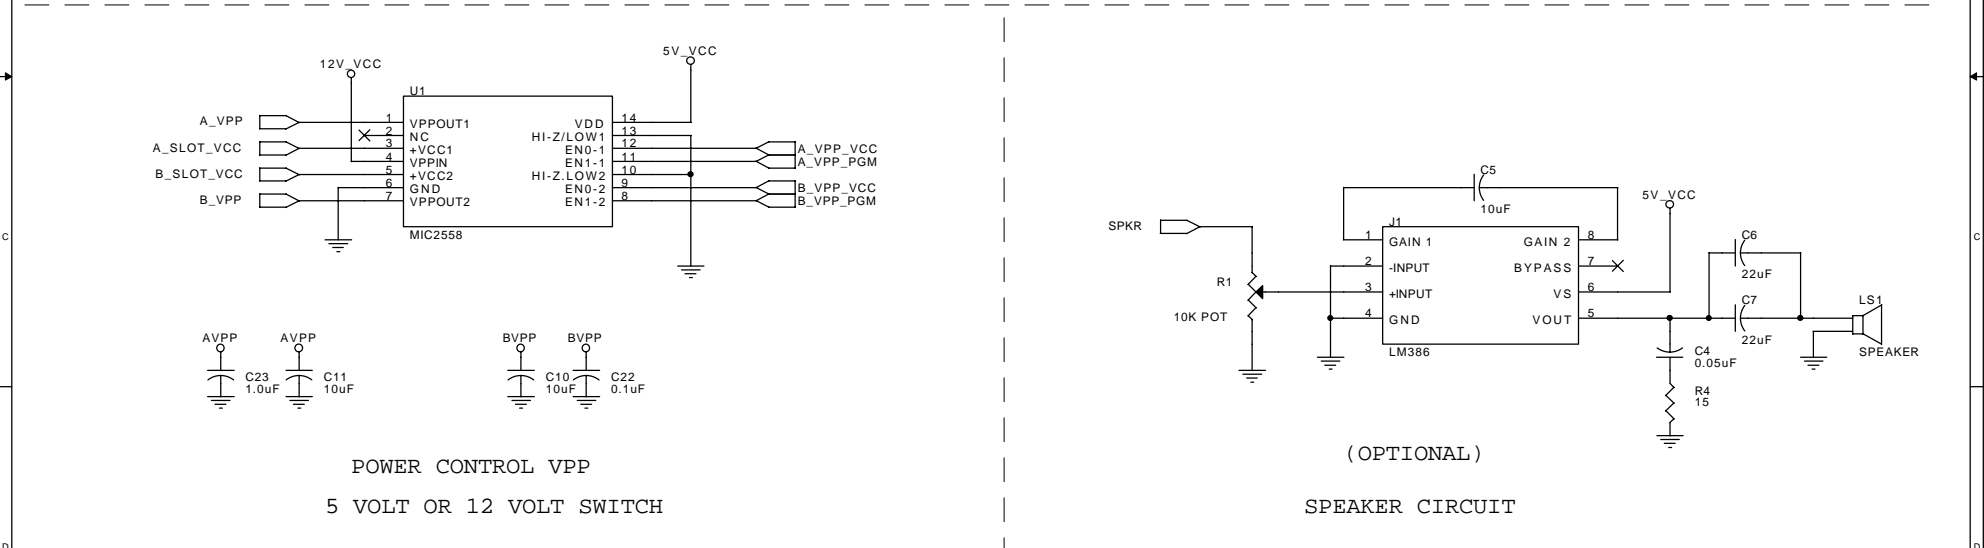 12V_VCC
5V_VCC
U1
A_VPP
A_SLOT_VCC
B_SLOT_VCC
B_VPP
1 VPPOUT1
2 NC
3 +VCC1
4 VPPIN
5 +VCC2
6 GND
7 VPPOUT2
VDD 14
HI-Z/LOW1 13
EN0-1 12
EN1-1 11
HI-Z.LOW2 10
EN0-2 9
EN1-2 8
A_VPP_VCC
A_VPP_PGM
B_VPP_VCC
B_VPP_PGM
MIC2558
AVPP
C23
1.0uF
AVPP
C11
10uF
BVPP
C10
10uF
BVPP
C22
0.1uF
POWER CONTROL VPP
5 VOLT OR 12 VOLT SWITCH
SPKR
R1
10K POT
C5
10uF
J1
1 GAIN 1
2 -INPUT
3 +INPUT
4 GND
GAIN 2 8
BYPASS 7
VS 6
VOUT 5
LM386
5V_VCC
C6
22uF
C7
22uF
C4
0.05uF
R4
15
LS1
SPEAKER
(OPTIONAL)
SPEAKER CIRCUIT
C
C
D
D